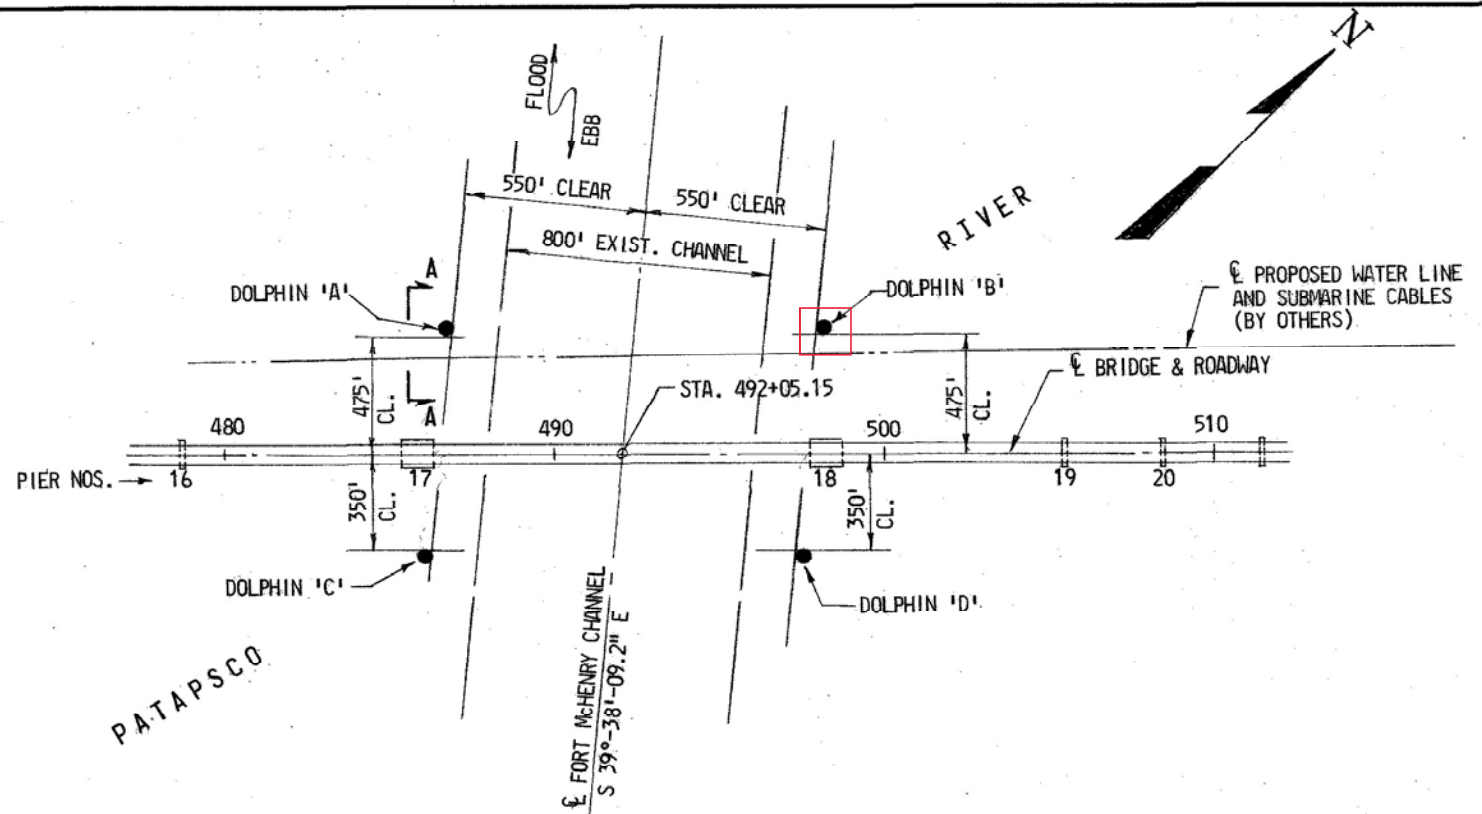 N
FLOOD
EBB
550' CLEAR
550' CLEAR
800' EXIST. CHANNEL
RIVER
DOLPHIN 'A'
A
DOLPHIN 'B'
℄ PROPOSED WATER LINE
AND SUBMARINE CABLES
(BY OTHERS)
℄ BRIDGE & ROADWAY
475'
CL.
A
STA. 492+05.15
475'
CL.
480
490
500
510
PIER NOS.
16
17
18
19
20
350'
CL.
350'
CL.
DOLPHIN 'C'
DOLPHIN 'D'
℄ FORT McHENRY CHANNEL
S 39°-38'-09.2" E
PATAPSCO